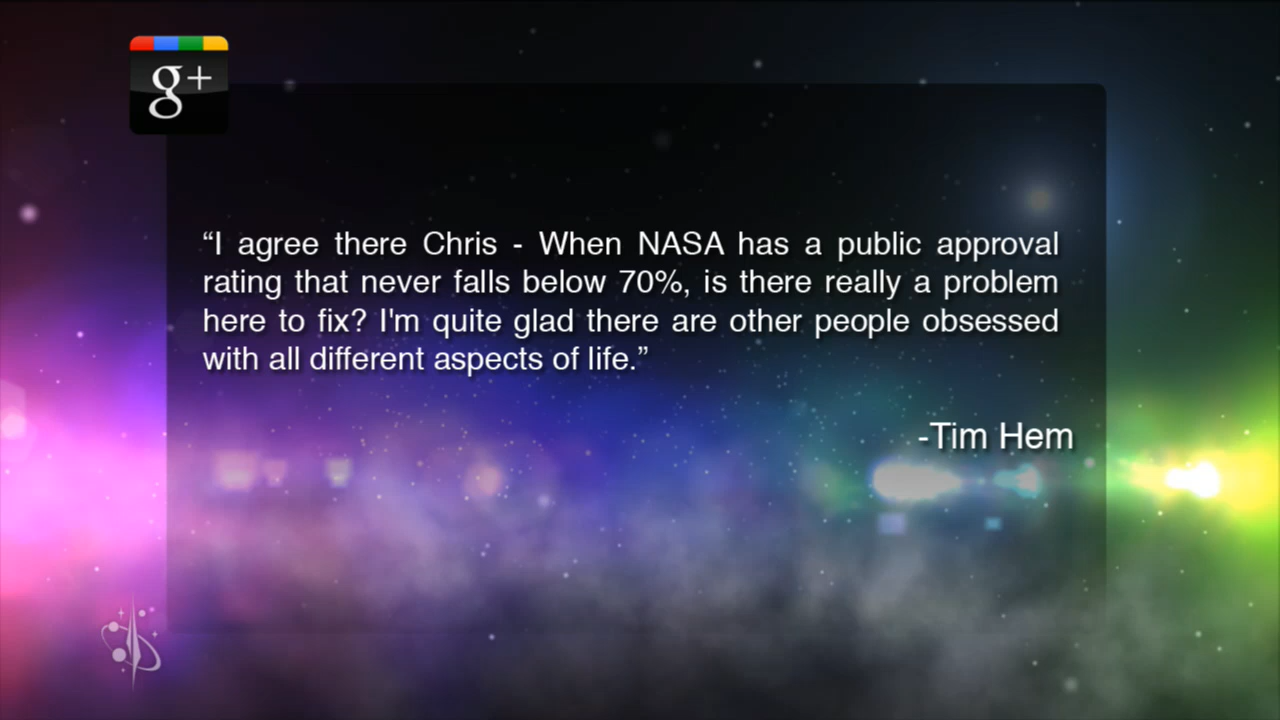 g+
“I agree there Chris - When NASA has a public approval
rating that never falls below 70%, is there really a problem
here to fix? I'm quite glad there are other people obsessed
with all different aspects of life.”
-Tim Hem